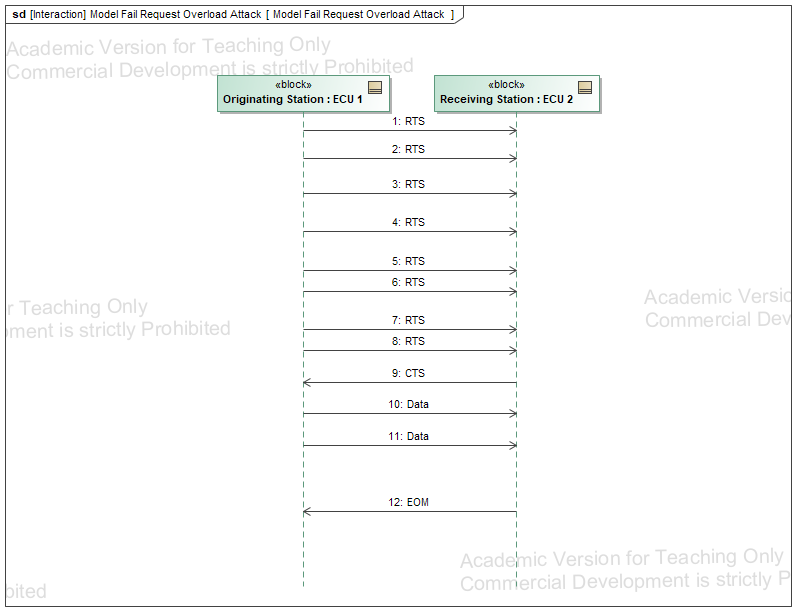 sd [Interaction] Model Fail Request Overload Attack [ Model Fail Request Overload Attack ]
Academic Version for Teaching Only
Commercial Development is strictly Prohibited
«block»
Originating Station : ECU 1
«block»
Receiving Station : ECU 2
1: RTS
2: RTS
3: RTS
4: RTS
5: RTS
6: RTS
7: RTS
8: RTS
9: CTS
10: Data
11: Data
12: EOM
r Teaching Only
pment is strictly Prohibited
Academic Versio
Commercial Dev
Academic Version for Teaching Only
Commercial Development is strictly P
bited